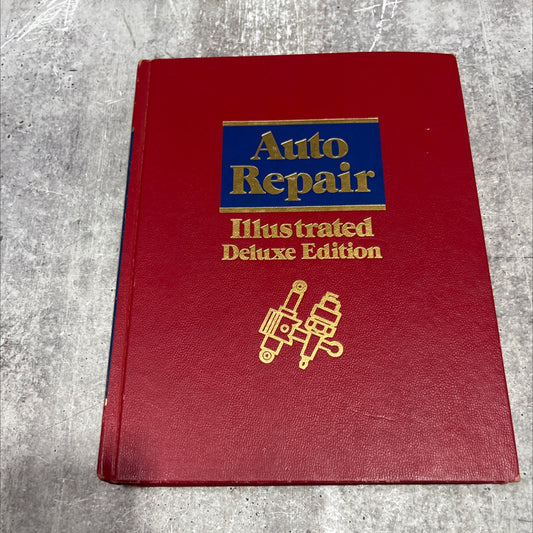 Auto
Repair
Illustrated
Deluxe Edition